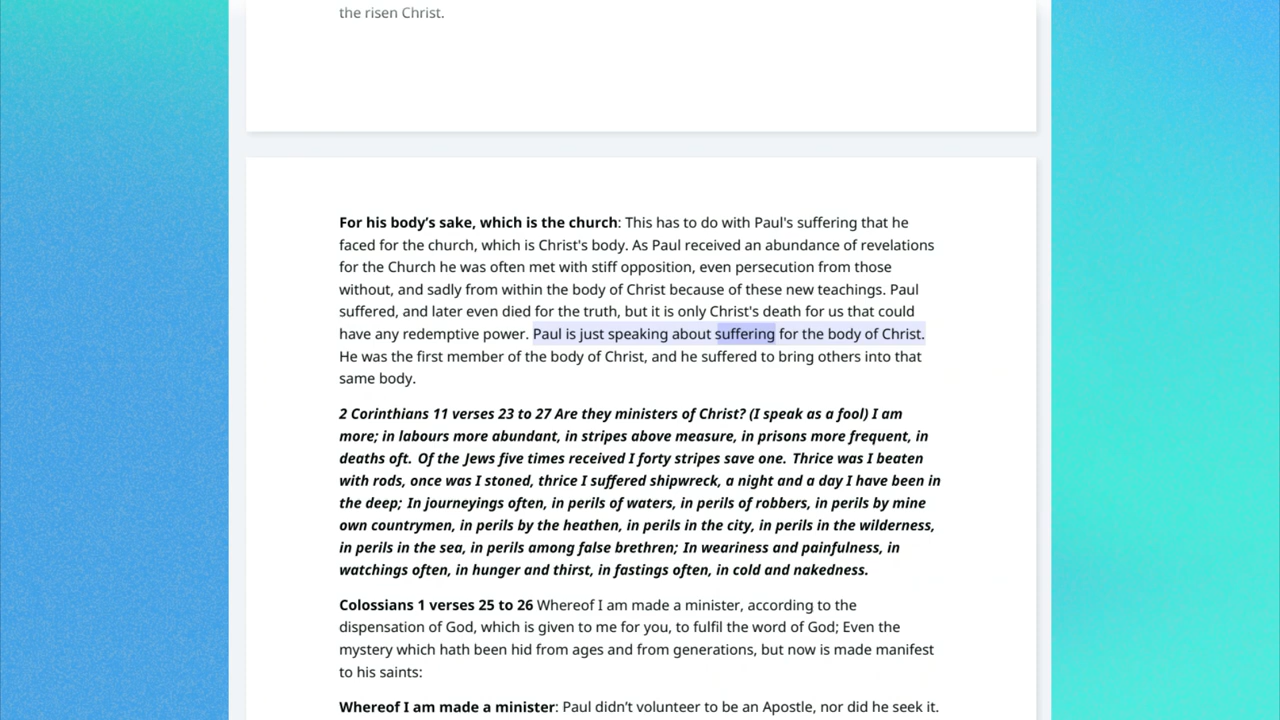 the risen Christ.
For his body’s sake, which is the church: This has to do with Paul's suffering that he
faced for the church, which is Christ's body. As Paul received an abundance of revelations
for the Church he was often met with stiff opposition, even persecution from those
without, and sadly from within the body of Christ because of these new teachings. Paul
suffered, and later even died for the truth, but it is only Christ's death for us that could
have any redemptive power. Paul is just speaking about suffering for the body of Christ.
He was the first member of the body of Christ, and he suffered to bring others into that
same body.
2 Corinthians 11 verses 23 to 27 Are they ministers of Christ? (I speak as a fool) I am
more; in labours more abundant, in stripes above measure, in prisons more frequent, in
deaths oft. Of the Jews five times received I forty stripes save one. Thrice was I beaten
with rods, once was I stoned, thrice I suffered shipwreck, a night and a day I have been in
the deep; In journeyings often, in perils of waters, in perils of robbers, in perils by mine
own countrymen, in perils by the heathen, in perils in the city, in perils in the wilderness,
in perils in the sea, in perils among false brethren; In weariness and painfulness, in
watchings often, in hunger and thirst, in fastings often, in cold and nakedness.
Colossians 1 verses 25 to 26 Whereof I am made a minister, according to the
dispensation of God, which is given to me for you, to fulfil the word of God; Even the
mystery which hath been hid from ages and from generations, but now is made manifest
to his saints:
Whereof I am made a minister: Paul didn’t volunteer to be an Apostle, nor did he seek it.